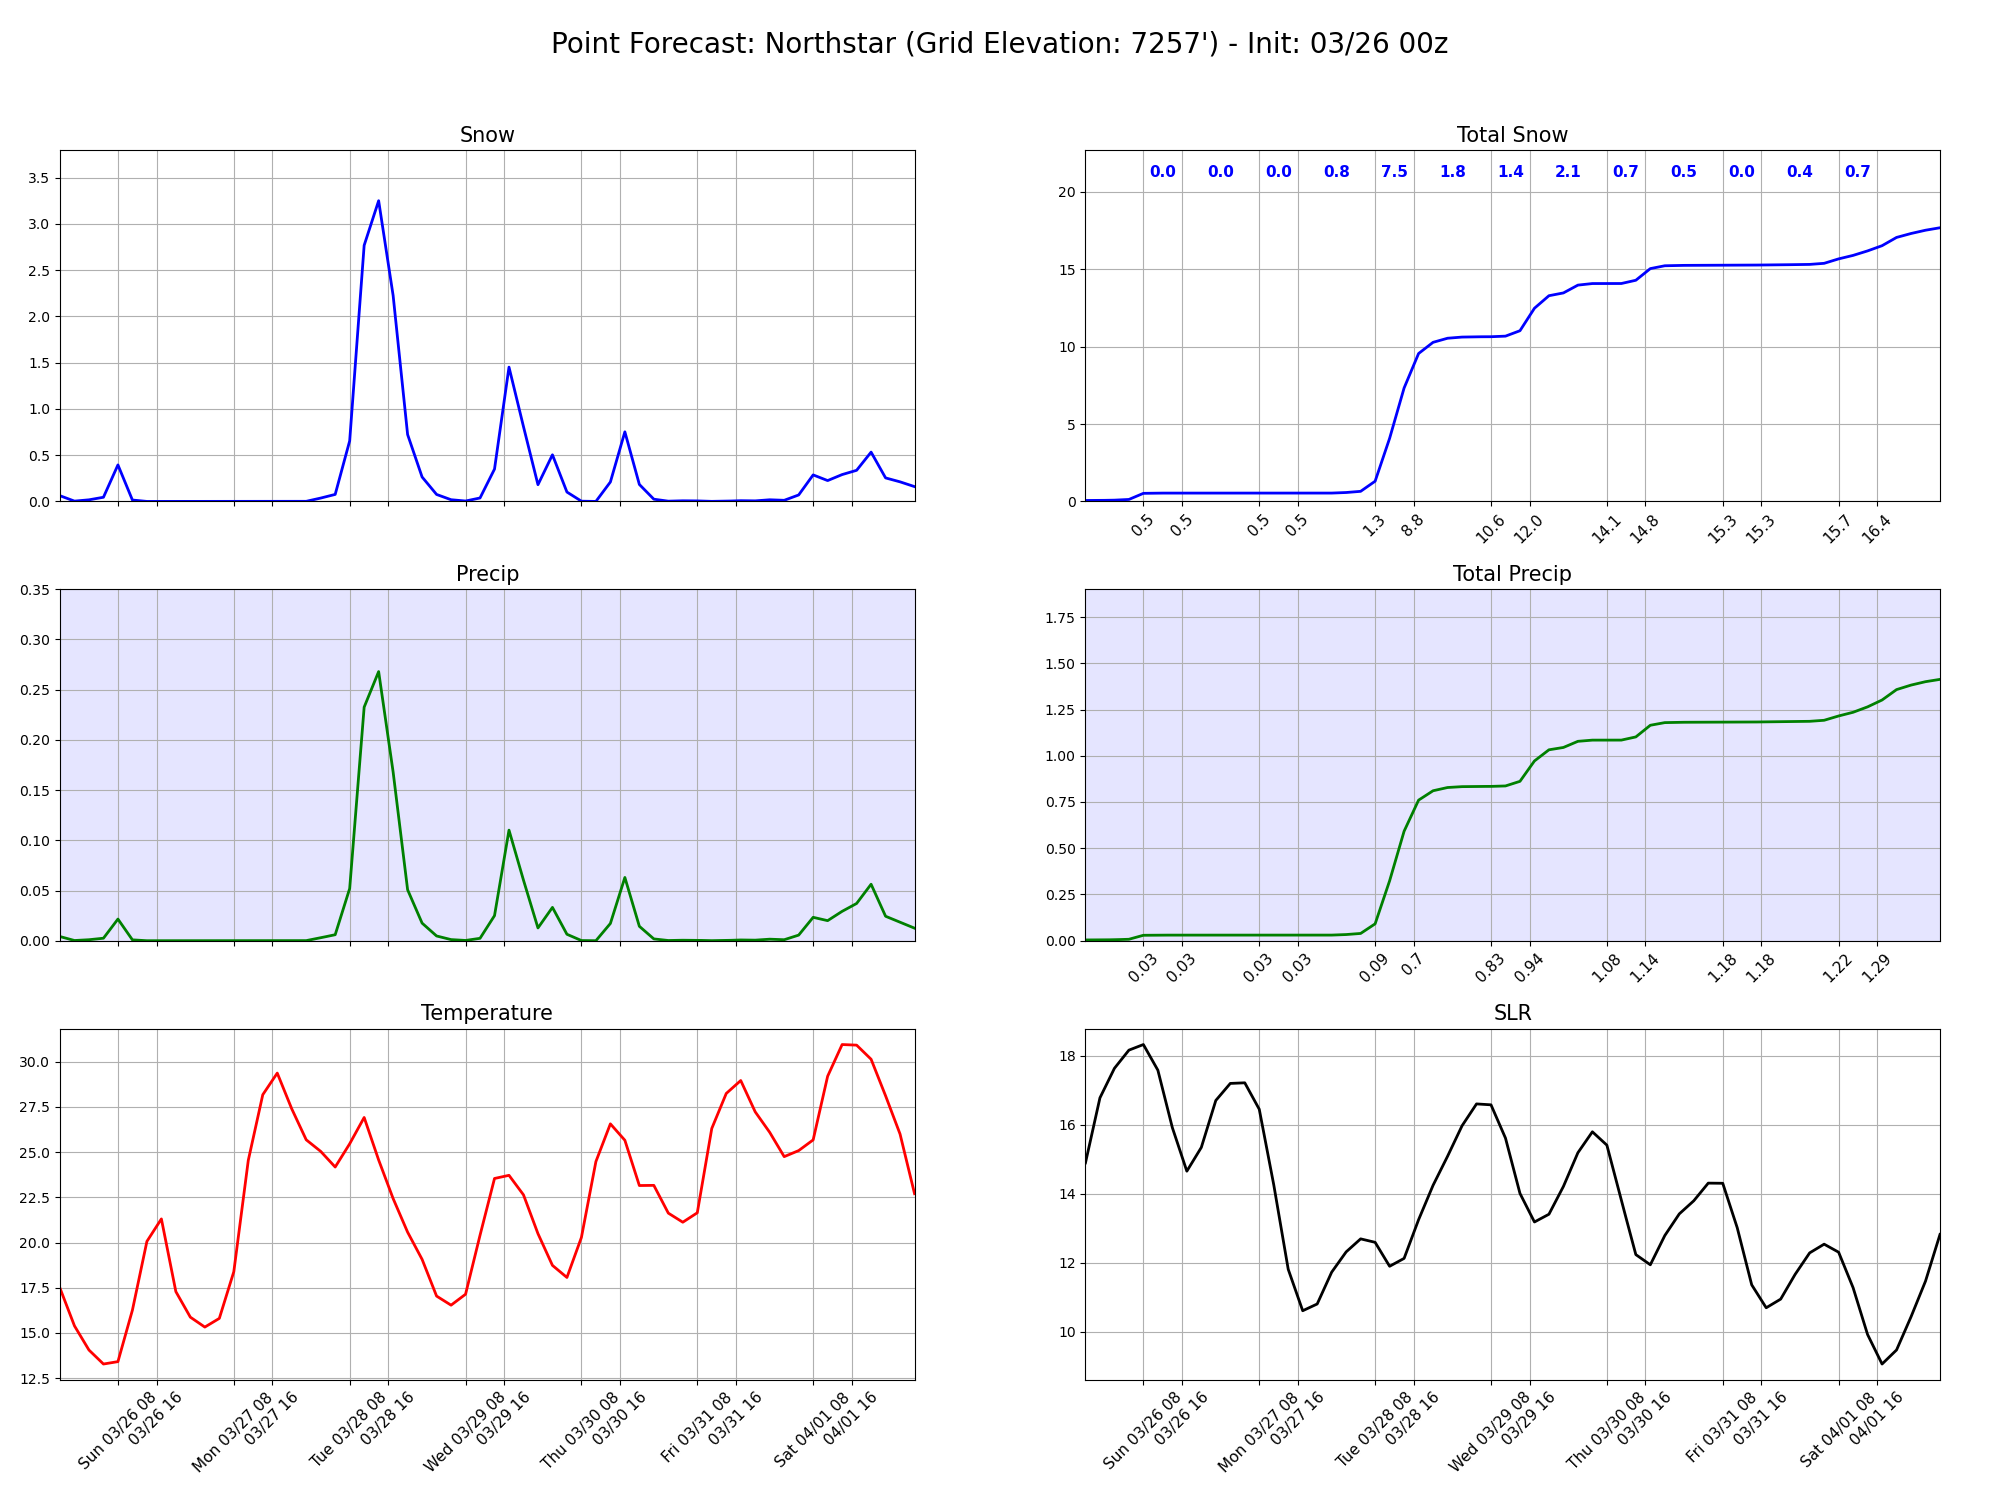 Point Forecast: Northstar (Grid Elevation: 7257') - Init: 03/26 00z
Snow
3.5
3.0
2.5
2.0
1.5
1.0
0.5
0.0
Total Snow
0.0 0.0 0.0 0.8 7.5 1.8 1.4 2.1 0.7 0.5 0.0 0.4 0.7
20
15
10
5
0
0.5 0.5 0.5 0.5 1.3 8.8 10.6 12.0 14.1 14.8 15.3 15.3 15.7 16.4
Precip
0.35
0.30
0.25
0.20
0.15
0.10
0.05
0.00
Total Precip
1.75
1.50
1.25
1.00
0.75
0.50
0.25
0.00
0.03 0.03 0.03 0.03 0.09 0.7 0.83 0.94 1.08 1.14 1.18 1.18 1.22 1.29
Temperature
30.0
27.5
25.0
22.5
20.0
17.5
15.0
12.5
Sun 03/26 08
03/26 16
Mon 03/27 08
03/27 16
Tue 03/28 08
03/28 16
Wed 03/29 08
03/29 16
Thu 03/30 08
03/30 16
Fri 03/31 08
03/31 16
Sat 04/01 08
04/01 16
SLR
18
16
14
12
10
Sun 03/26 08
03/26 16
Mon 03/27 08
03/27 16
Tue 03/28 08
03/28 16
Wed 03/29 08
03/29 16
Thu 03/30 08
03/30 16
Fri 03/31 08
03/31 16
Sat 04/01 08
04/01 16